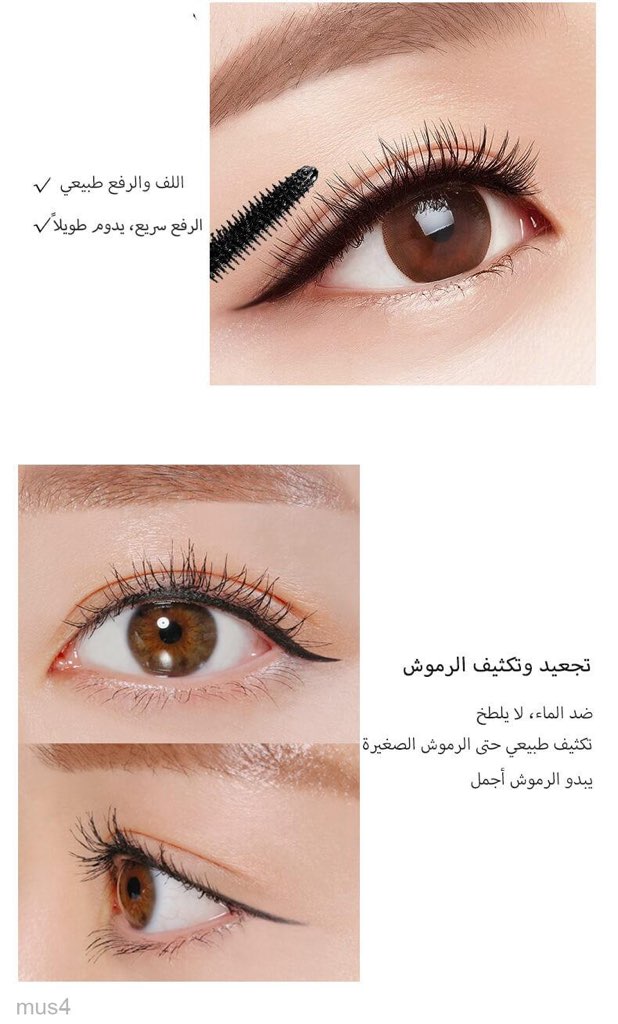 ✓ اللف والرفع طبيعي
✓ الرفع سريع، يدوم طويلاً
تجعيد وتكثيف الرموش
ضد الماء، لا يلطخ
تكثيف طبيعي حتى الرموش الصغيرة
يبدو الرموش أجمل
mus4